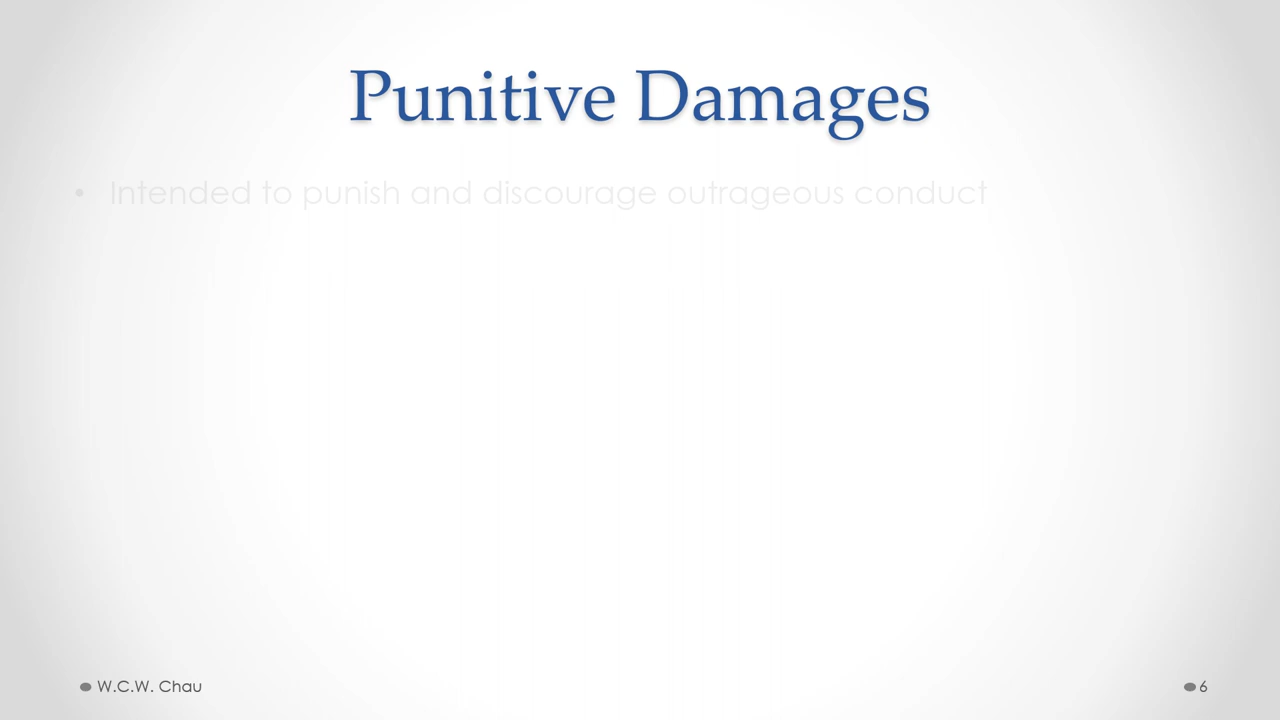 Punitive Damages
• Intended to punish and discourage outrageous conduct
W.C.W. Chau
6